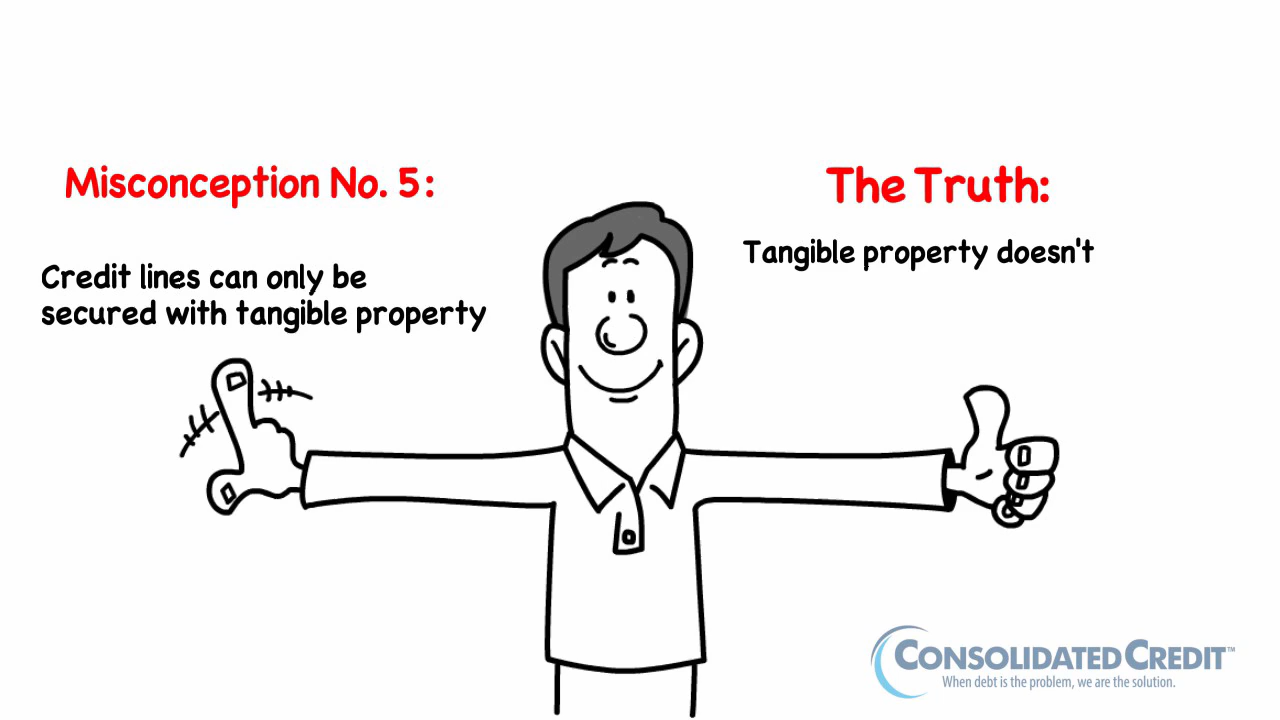 Misconception No. 5:
Credit lines can only be
secured with tangible property
The Truth:
Tangible property doesn't
CONSOLIDATED CREDIT™
When debt is the problem, we are the solution.